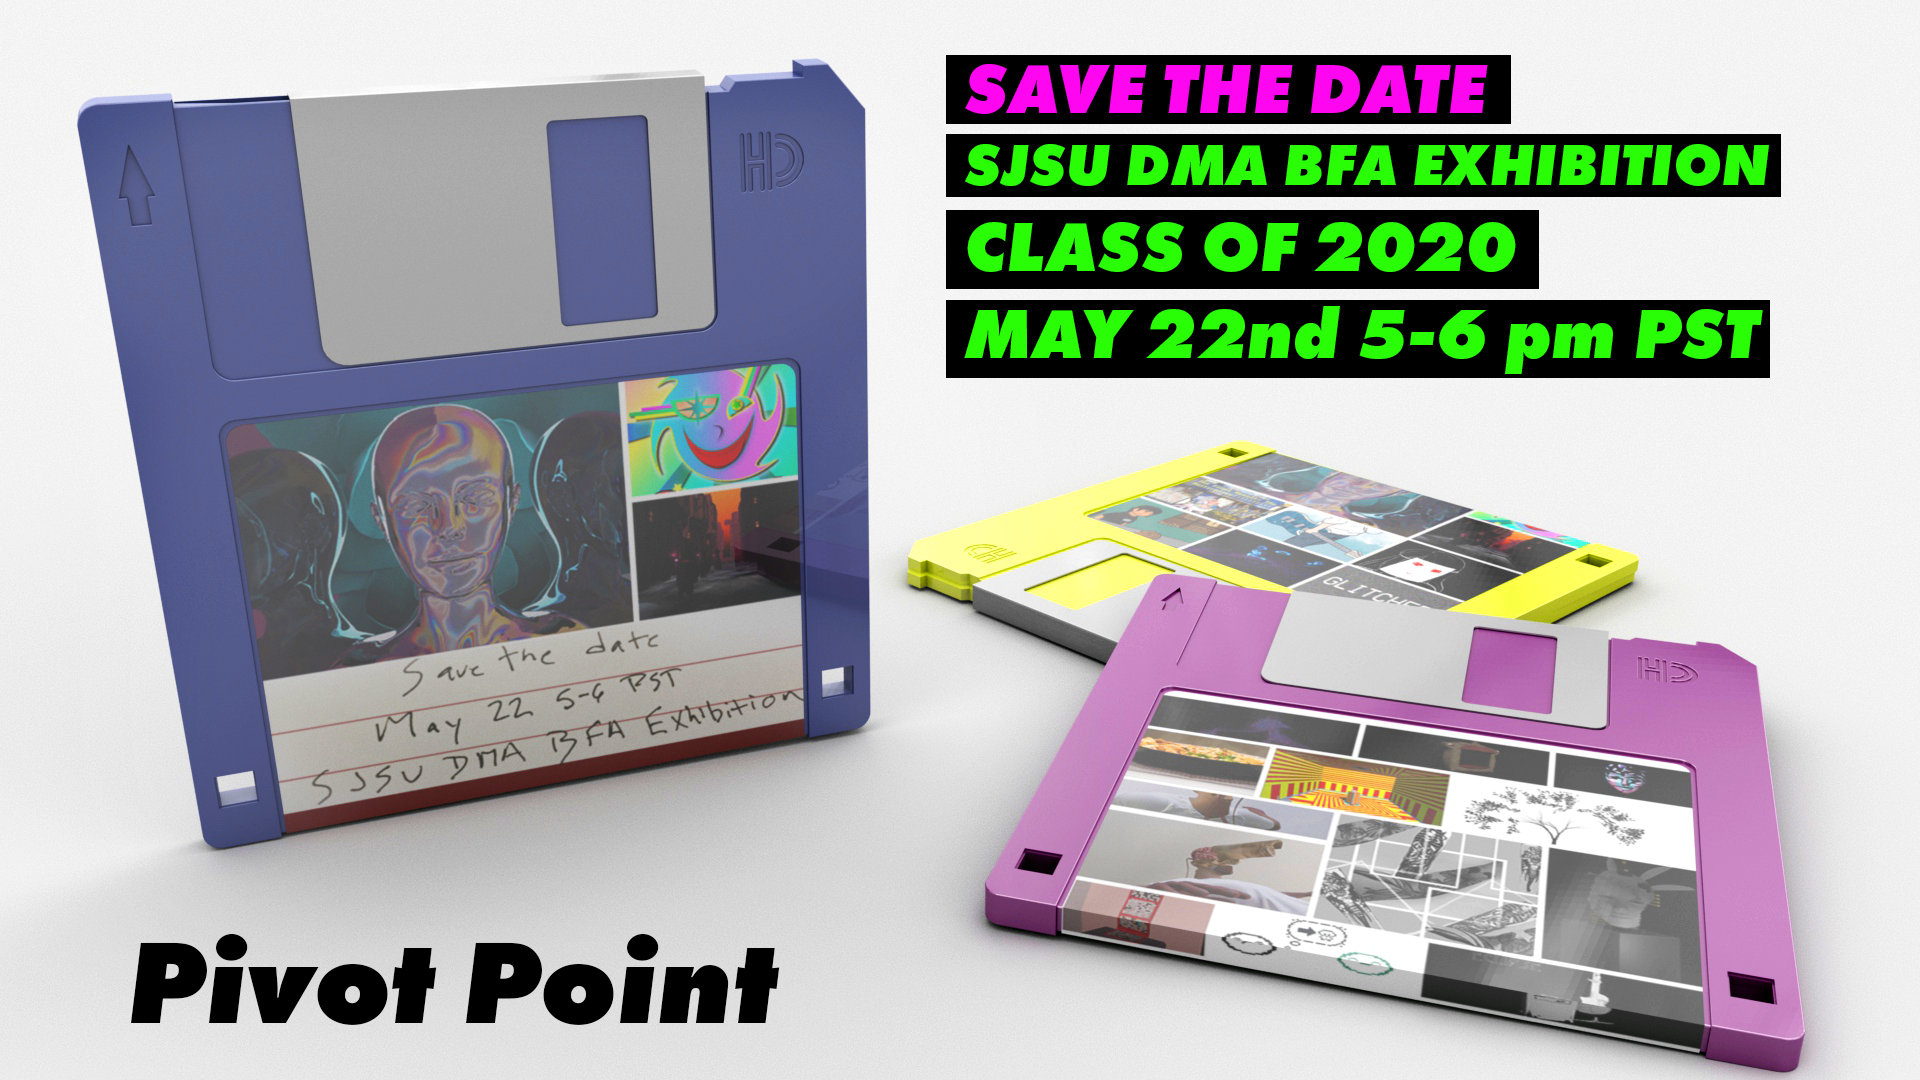 SAVE THE DATE
SJSU DMA BFA EXHIBITION
CLASS OF 2020
MAY 22nd 5-6 pm PST
HD
Save the date
May 22 5-6 PST
SJSU DMA BFA Exhibition
HD
HD
Pivot Point